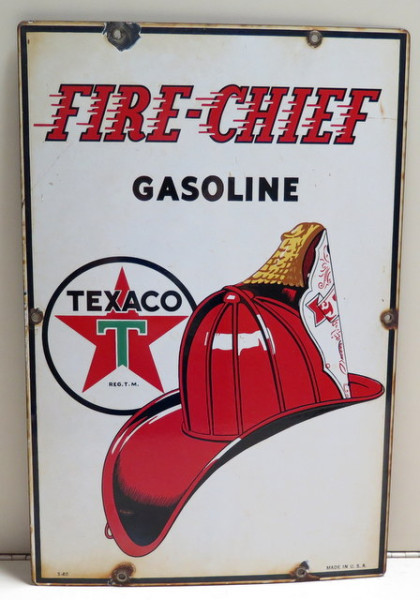 FIRE-CHIEF
GASOLINE
TEXACO
T
REG. T. M.
MADE IN U. S. A.